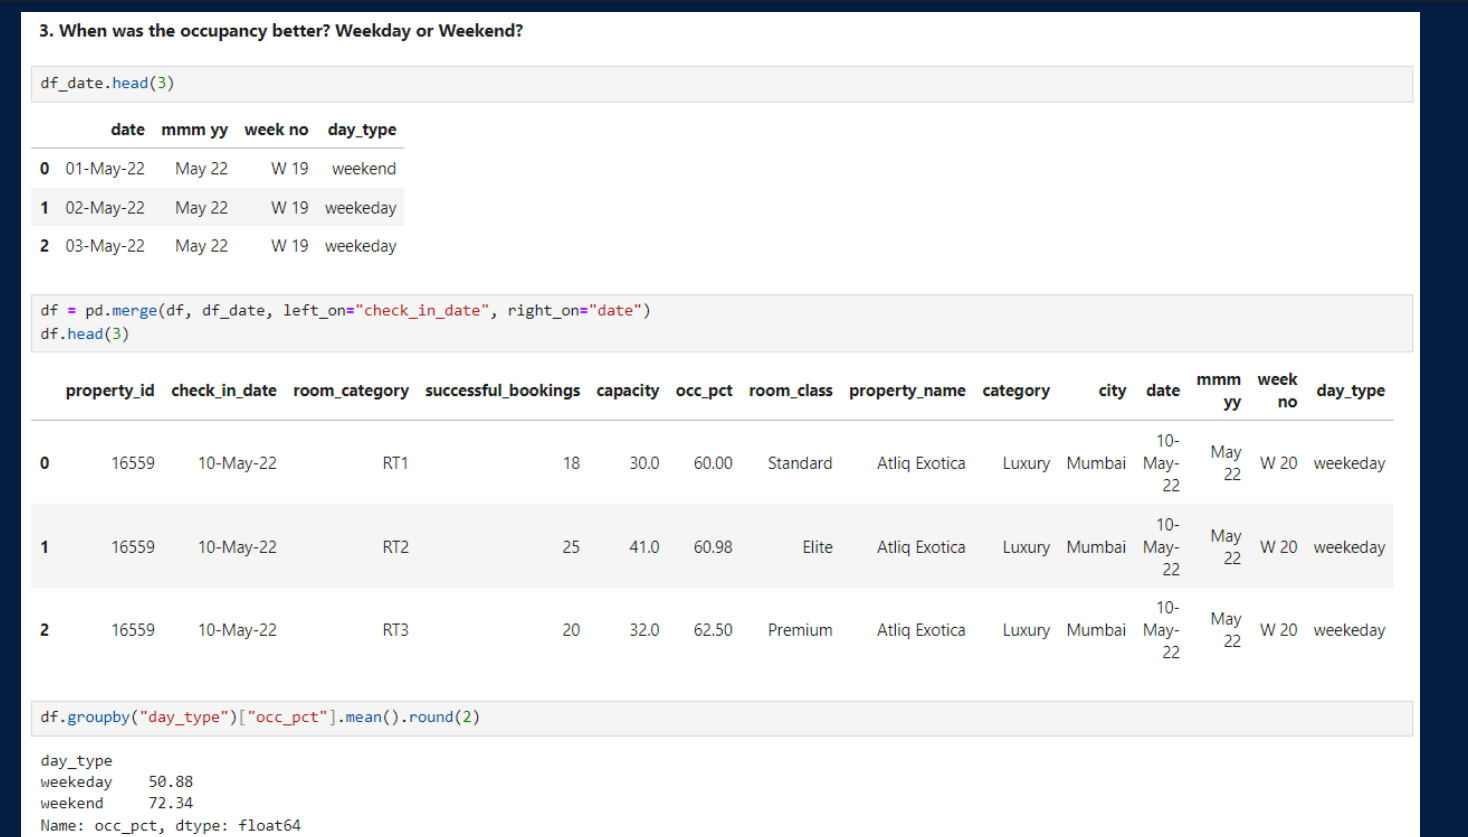 3. When was the occupancy better? Weekday or Weekend?
df_date.head(3)
date mmm yy week no day_type
0 01-May-22 May 22 W 19 weekend
1 02-May-22 May 22 W 19 weekeday
2 03-May-22 May 22 W 19 weekeday
df = pd.merge(df, df_date, left_on="check_in_date", right_on="date")
df.head(3)
property_id check_in_date room_category successful_bookings capacity occ_pct room_class property_name category city date mmm yy week no day_type
0 16559 10-May-22 RT1 18 30.0 60.00 Standard Atliq Exotica Luxury Mumbai 10-May-22 May 22 W 20 weekeday
1 16559 10-May-22 RT2 25 41.0 60.98 Elite Atliq Exotica Luxury Mumbai 10-May-22 May 22 W 20 weekeday
2 16559 10-May-22 RT3 20 32.0 62.50 Premium Atliq Exotica Luxury Mumbai 10-May-22 May 22 W 20 weekeday
df.groupby("day_type")["occ_pct"].mean().round(2)
day_type
weekeday 50.88
weekend 72.34
Name: occ_pct, dtype: float64